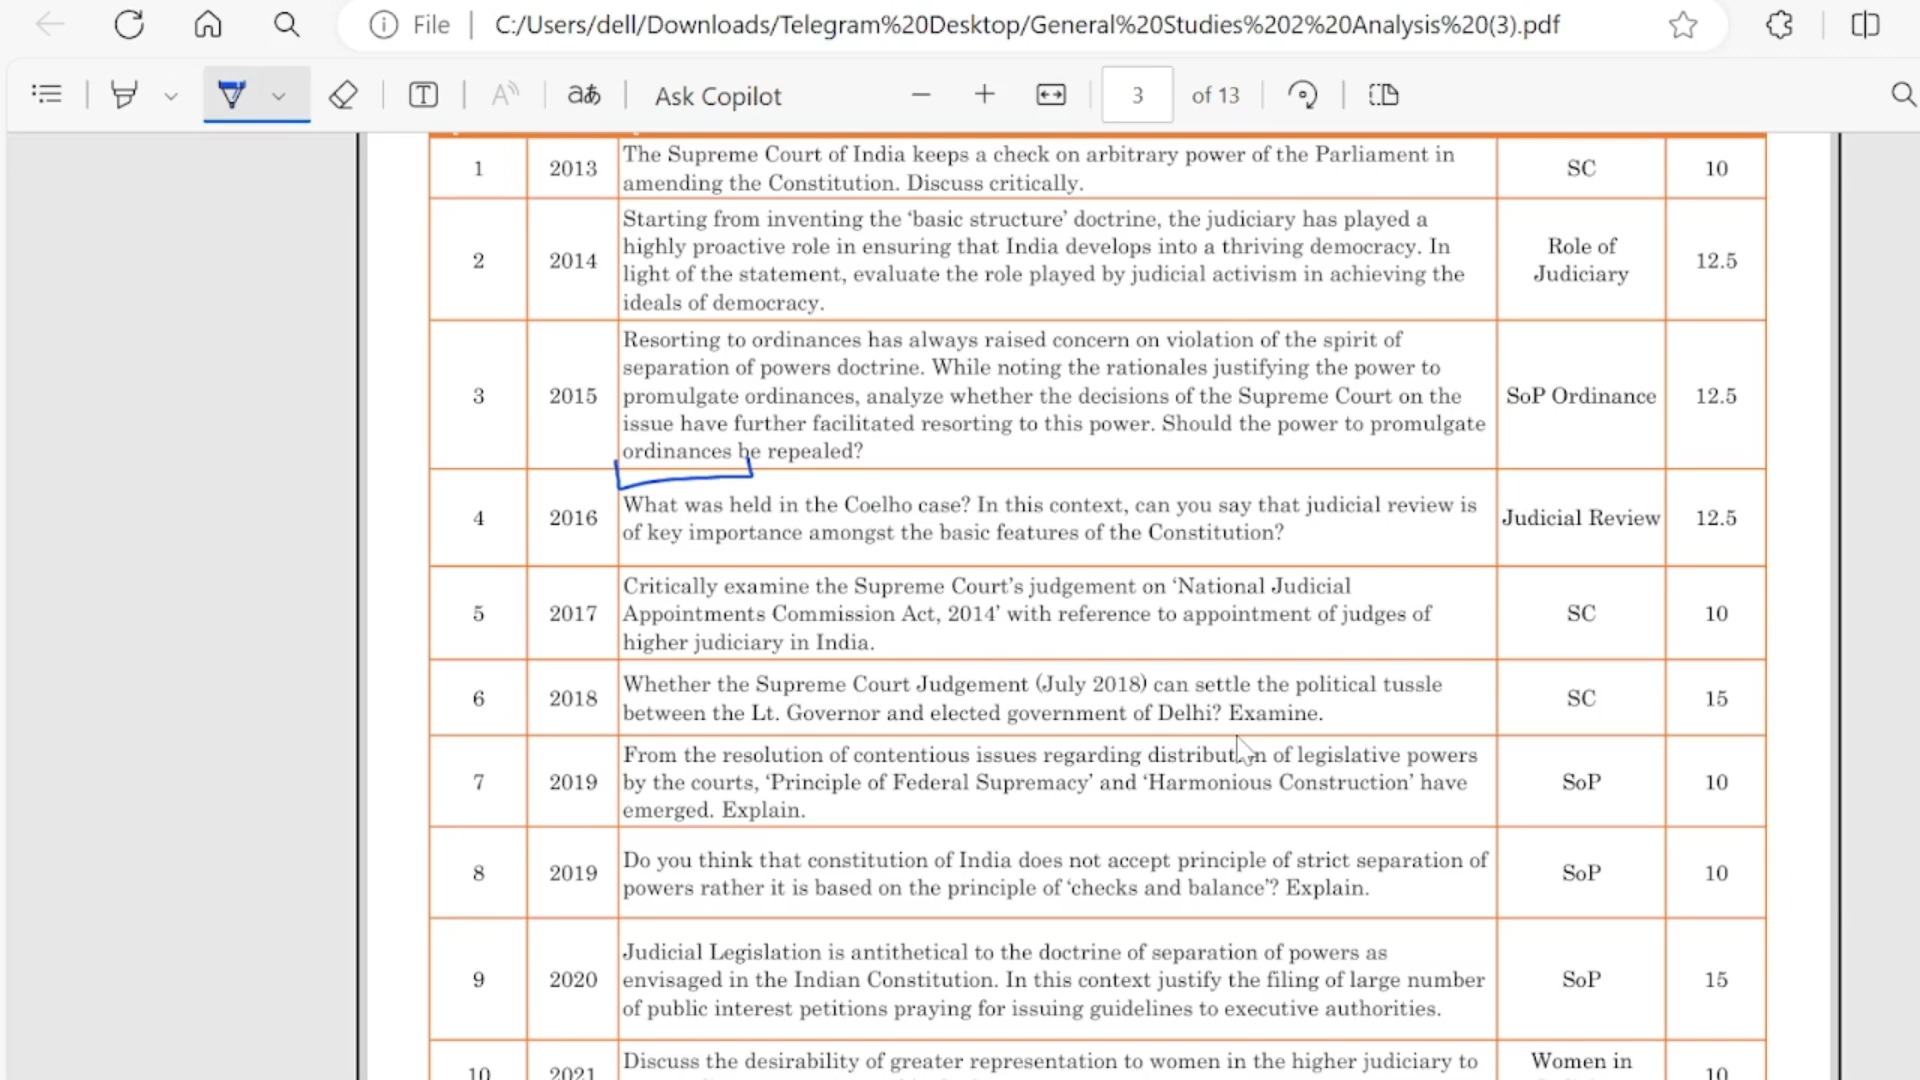 File
C:/Users/dell/Downloads/Telegram%20Desktop/General%20Studies%202%20Analysis%20(3).pdf
Ask Copilot
3 of 13
1 2013 The Supreme Court of India keeps a check on arbitrary power of the Parliament in
amending the Constitution. Discuss critically. SC 10
2 2014 Starting from inventing the ‘basic structure’ doctrine, the judiciary has played a
highly proactive role in ensuring that India develops into a thriving democracy. In
light of the statement, evaluate the role played by judicial activism in achieving the
ideals of democracy. Role of
Judiciary 12.5
3 2015 Resorting to ordinances has always raised concern on violation of the spirit of
separation of powers doctrine. While noting the rationales justifying the power to
promulgate ordinances, analyze whether the decisions of the Supreme Court on the
issue have further facilitated resorting to this power. Should the power to promulgate
ordinances be repealed? SoP Ordinance 12.5
4 2016 What was held in the Coelho case? In this context, can you say that judicial review is
of key importance amongst the basic features of the Constitution? Judicial Review 12.5
5 2017 Critically examine the Supreme Court’s judgement on ‘National Judicial
Appointments Commission Act, 2014’ with reference to appointment of judges of
higher judiciary in India. SC 10
6 2018 Whether the Supreme Court Judgement (July 2018) can settle the political tussle
between the Lt. Governor and elected government of Delhi? Examine. SC 15
7 2019 From the resolution of contentious issues regarding distribution of legislative powers
by the courts, ‘Principle of Federal Supremacy’ and ‘Harmonious Construction’ have
emerged. Explain. SoP 10
8 2019 Do you think that constitution of India does not accept principle of strict separation of
powers rather it is based on the principle of ‘checks and balance’? Explain. SoP 10
9 2020 Judicial Legislation is antithetical to the doctrine of separation of powers as
envisaged in the Indian Constitution. In this context justify the filing of large number
of public interest petitions praying for issuing guidelines to executive authorities. SoP 15
10 2021 Discuss the desirability of greater representation to women in the higher judiciary to
Women in 10